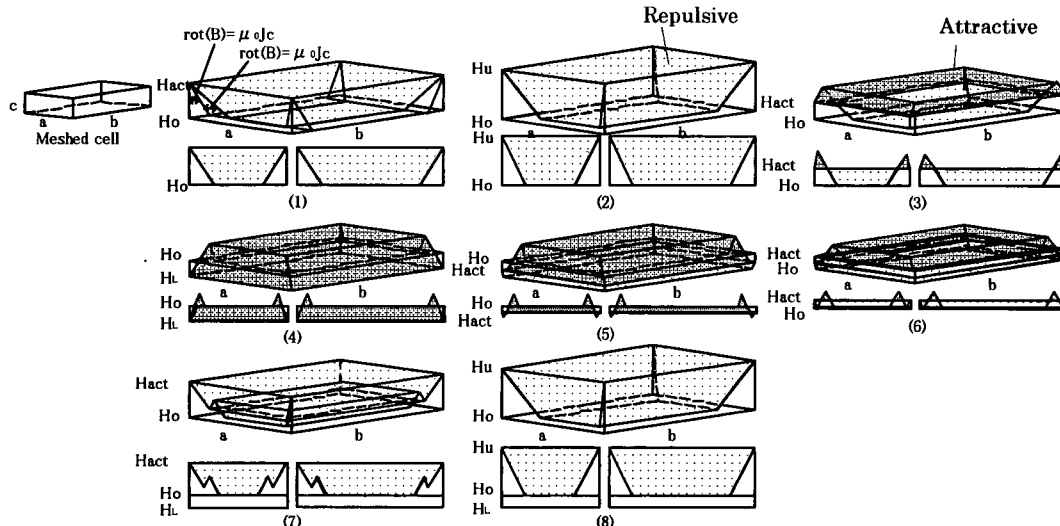 rot(B)= μ₀Jc
rot(B)= μ₀Jc
Repulsive
Attractive
c
a
b
Meshed cell
Hact
Ho
a
b
Ho
(1)
Hu
Ho
a
b
Hu
Ho
(2)
Hact
Ho
a
b
Hact
Ho
(3)
Ho
HL
a
b
Ho
HL
(4)
Ho
Hact
a
b
Ho
Hact
(5)
Hact
Ho
a
b
Hact
Ho
(6)
Hact
Ho
a
b
Hact
Ho
HL
(7)
Hu
Ho
a
b
Hu
Ho
HL
(8)